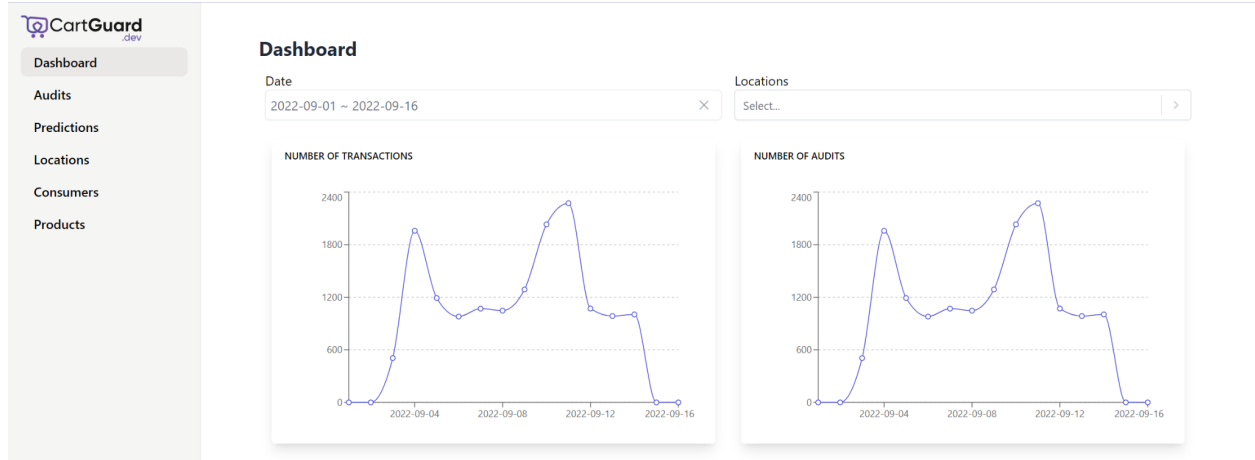 CartGuard
.dev
Dashboard
Audits
Predictions
Locations
Consumers
Products
Dashboard
Date
2022-09-01 ~ 2022-09-16
Locations
Select...
NUMBER OF TRANSACTIONS
2400
1800
1200
600
0
2022-09-04 2022-09-08 2022-09-12 2022-09-16
NUMBER OF AUDITS
2400
1800
1200
600
0
2022-09-04 2022-09-08 2022-09-12 2022-09-16